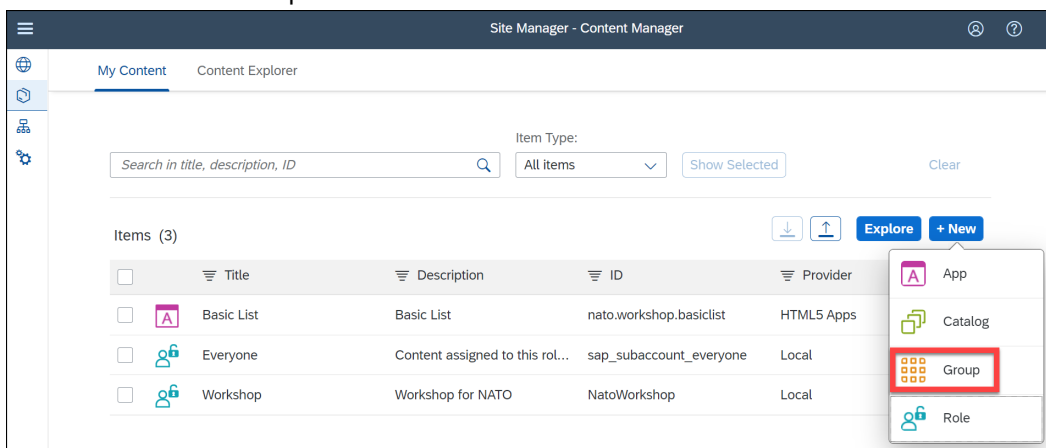 Site Manager - Content Manager
My Content Content Explorer
Item Type:
Search in title, description, ID All items Show Selected Clear
Items (3) Explore + New
Title Description ID Provider
Basic List Basic List nato.workshop.basiclist HTML5 Apps
Everyone Content assigned to this rol... sap_subaccount_everyone Local
Workshop Workshop for NATO NatoWorkshop Local
A App
Catalog
Group
Role